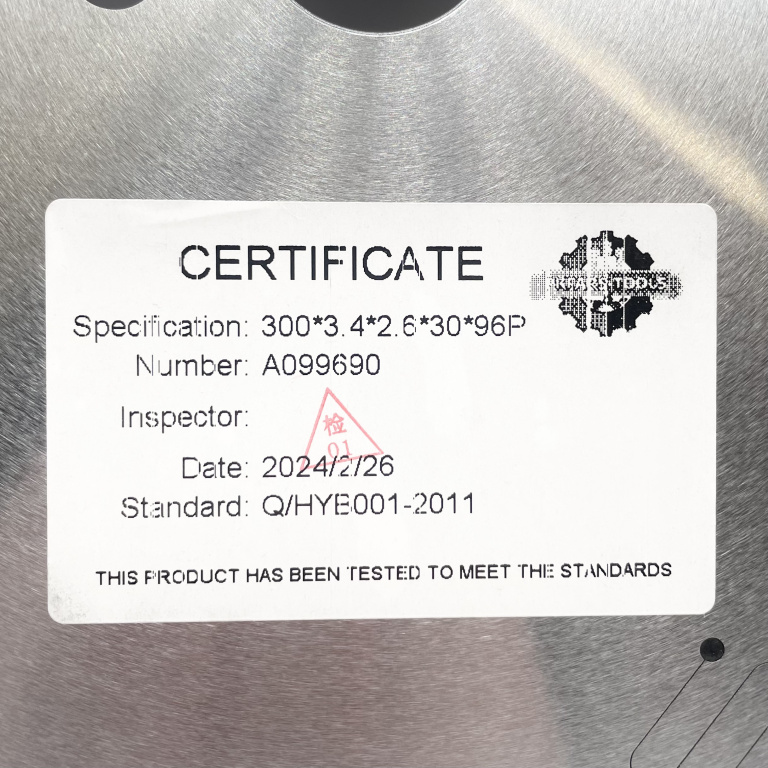 CERTIFICATE
Specification: 300*3.4*2.6*30*96P
Number: A099690
Inspector:
检
01
Date: 2024/2/26
Standard: Q/HYB001-2011
THIS PRODUCT HAS BEEN TESTED TO MEET THE STANDARDS